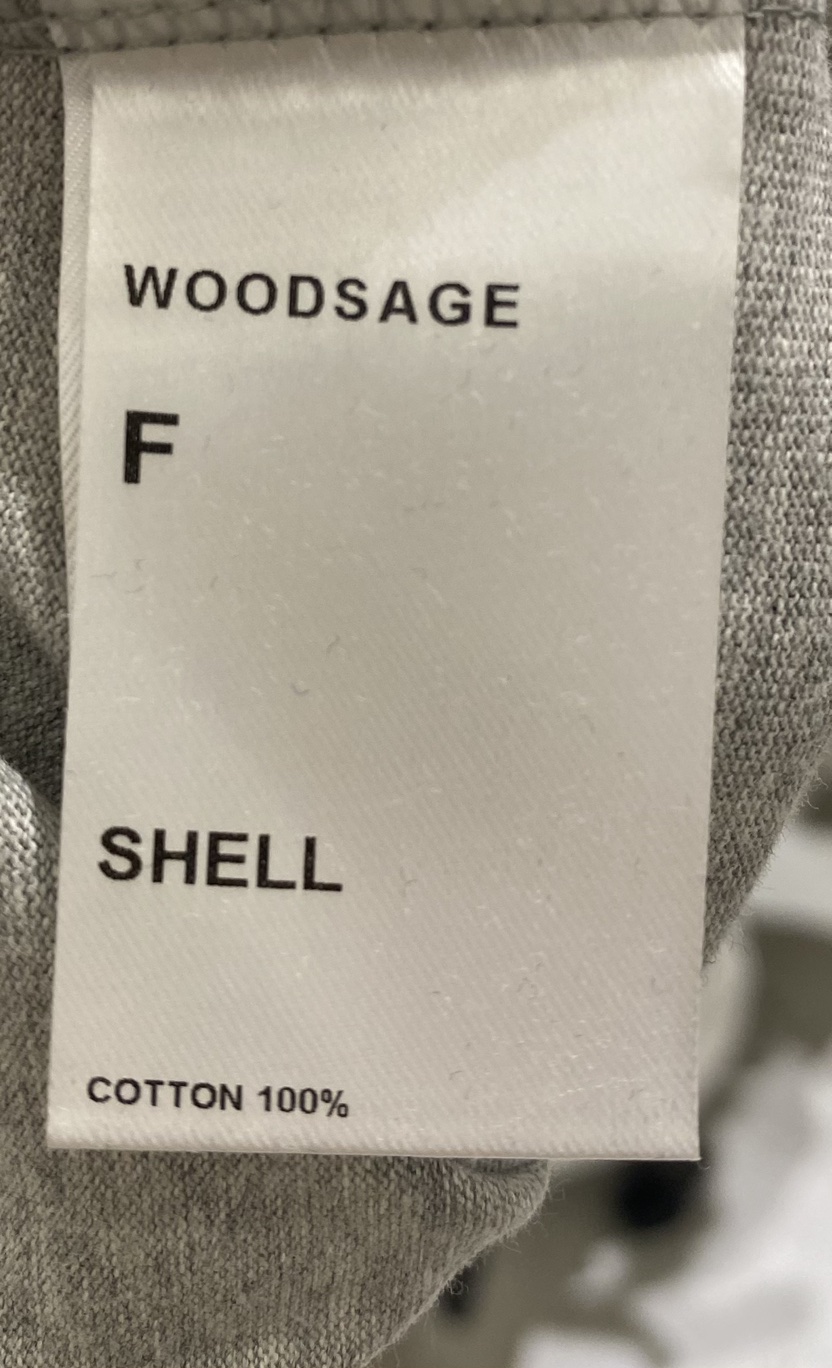 WOODSAGE
F
SHELL
COTTON 100%